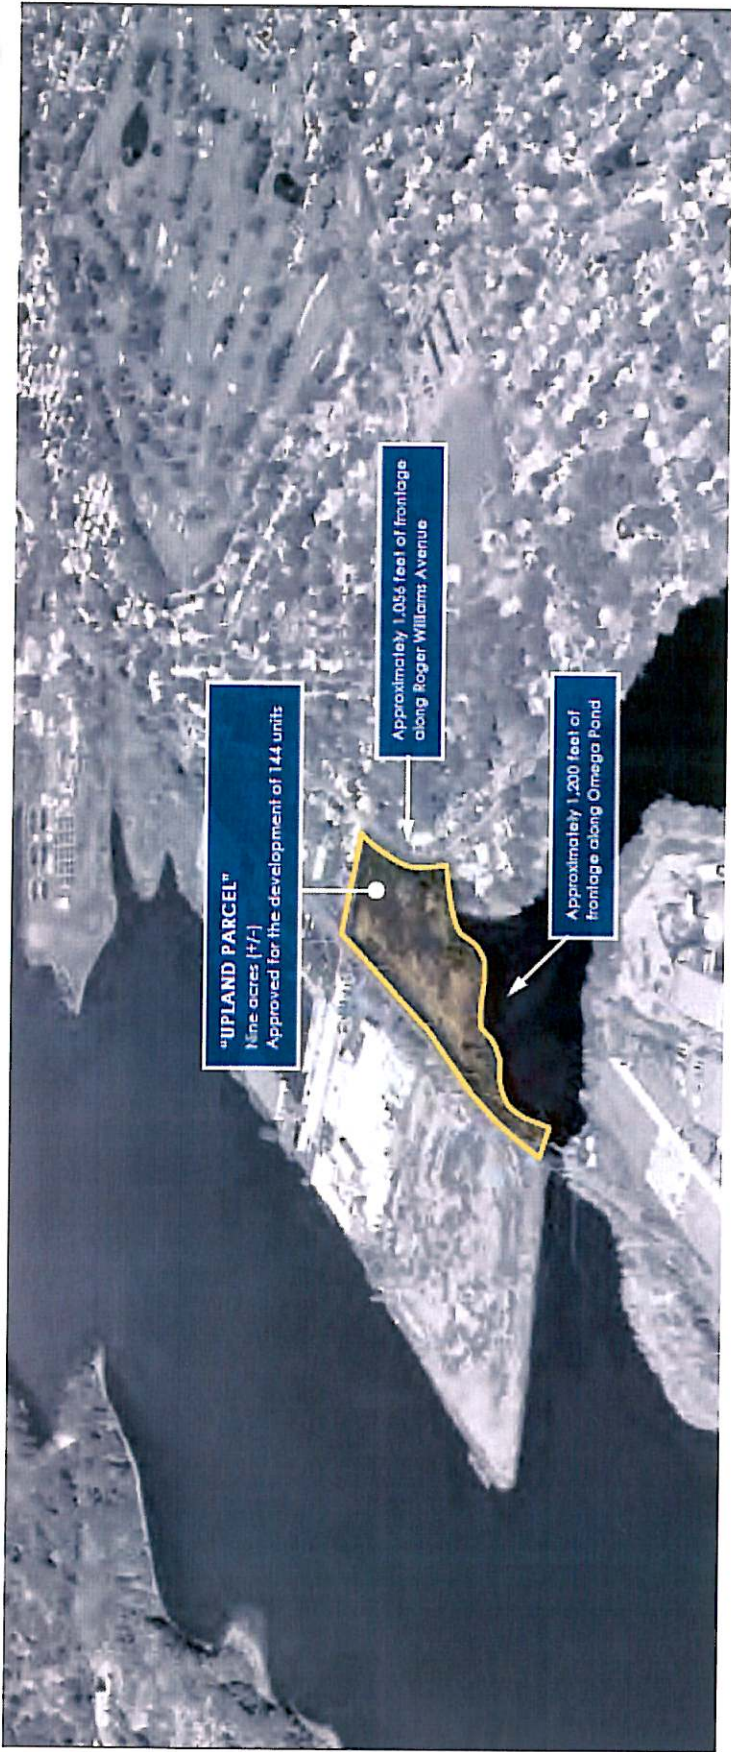 "UPLAND PARCEL"
Nine acres (+/-)
Approved for the development of 144 units
Approximately 1,056 feet of frontage
along Roger Williams Avenue
Approximately 1,200 feet of
frontage along Omega Pond